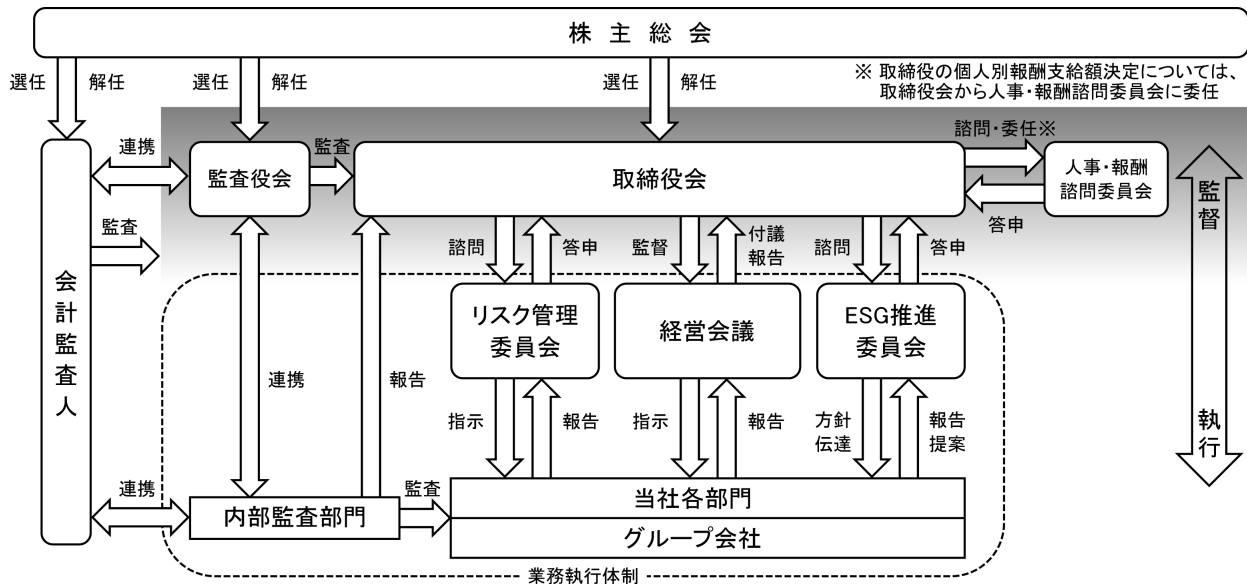 株主総会
選任
解任
選任
解任
選任
解任
※ 取締役の個人別報酬支給額決定については、
取締役会から人事・報酬諮問委員会に委任
連携
監査役会
監査
取締役会
諮問・委任※
人事・報酬
諮問委員会
答申
監督
執行
監査
会計監査人
諮問
答申
監督
付議
報告
諮問
答申
リスク管理
委員会
経営会議
ESG推進
委員会
連携
報告
指示
報告
指示
報告
方針
伝達
報告
提案
連携
内部監査部門
監査
当社各部門
グループ会社
業務執行体制